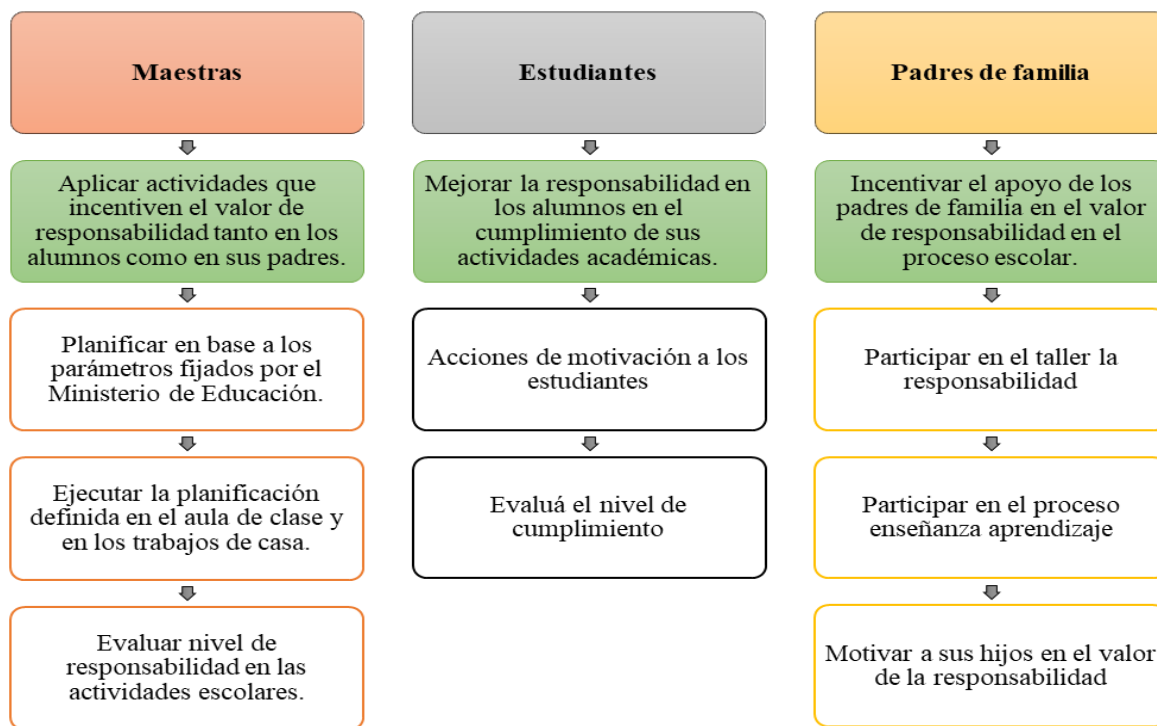 Maestras
Aplicar actividades que
incentiven el valor de
responsabilidad tanto en los
alumnos como en sus padres.
Planificar en base a los
parámetros fijados por el
Ministerio de Educación.
Ejecutar la planificación
definida en el aula de clase y
en los trabajos de casa.
Evaluar nivel de
responsabilidad en las
actividades escolares.
Estudiantes
Mejorar la responsabilidad en
los alumnos en el
cumplimiento de sus
actividades académicas.
Acciones de motivación a los
estudiantes
Evaluá el nivel de
cumplimiento
Padres de familia
Incentivar el apoyo de los
padres de familia en el valor
de responsabilidad en el
proceso escolar.
Participar en el taller la
responsabilidad
Participar en el proceso
enseñanza aprendizaje
Motivar a sus hijos en el valor
de la responsabilidad